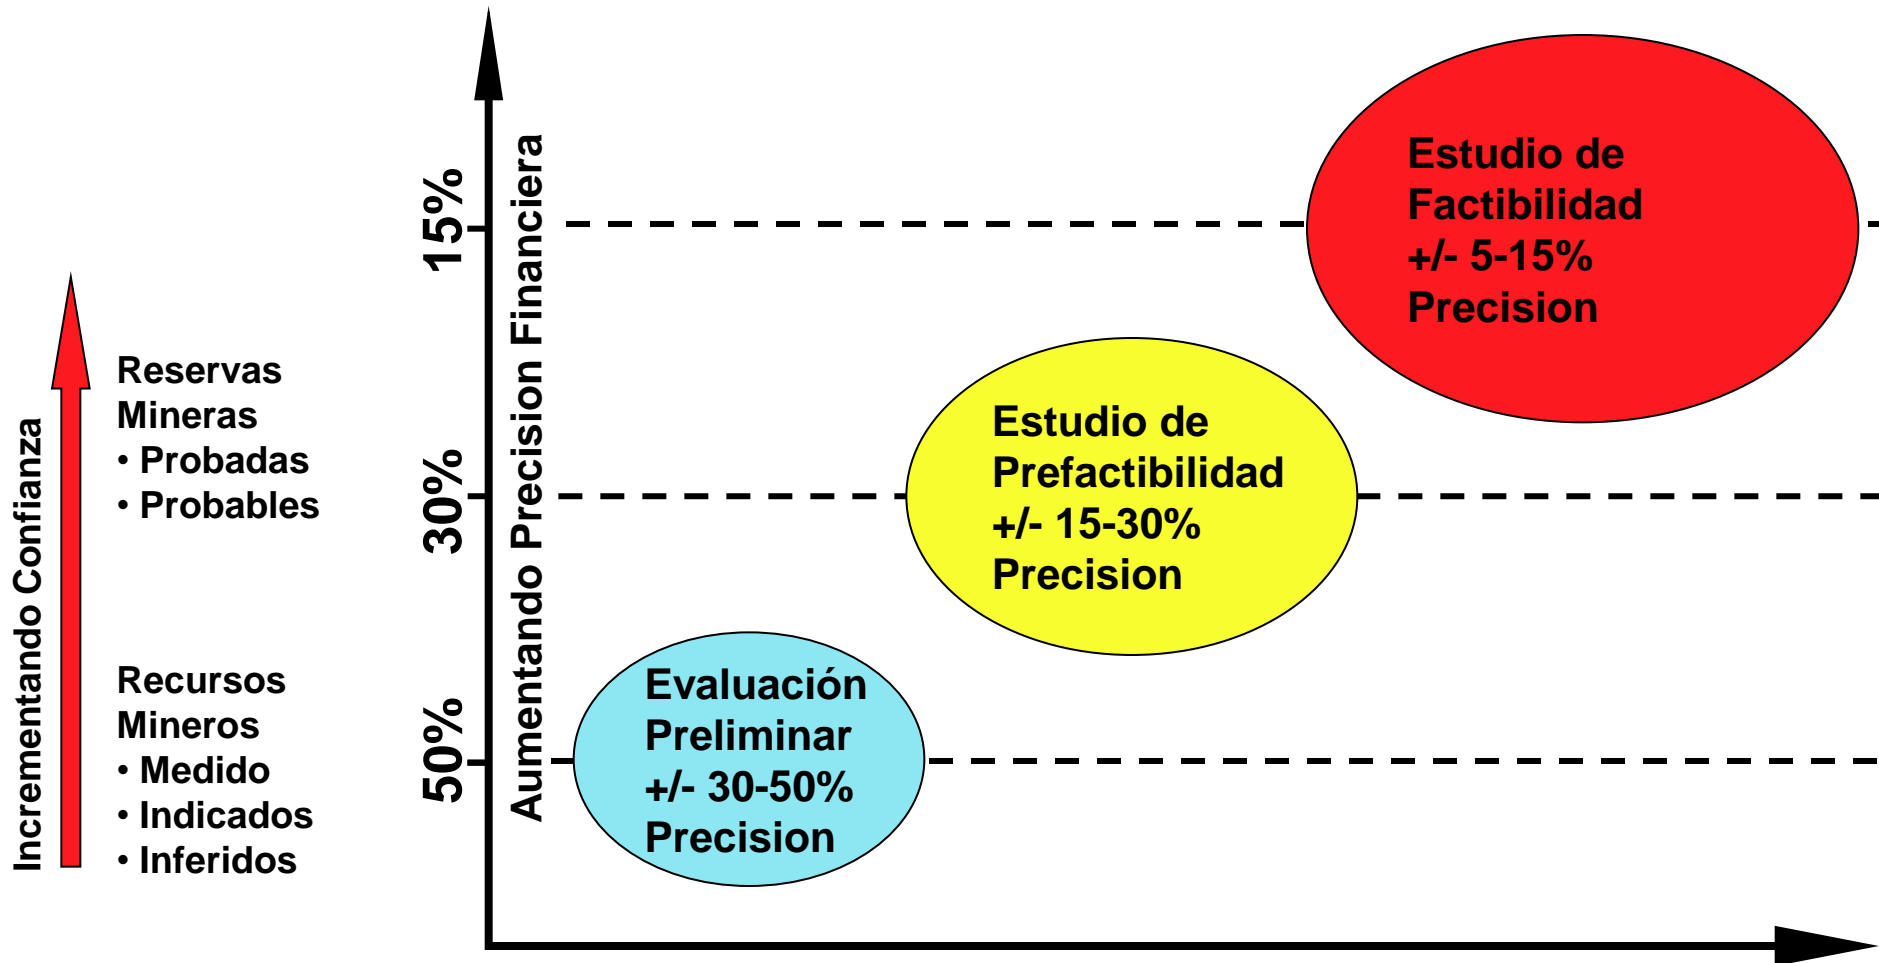 Incrementando Confianza
Reservas
Mineras
• Probadas
• Probables
Recursos
Mineros
• Medido
• Indicados
• Inferidos
15%
30%
50%
Aumentando Precision Financiera
Evaluación
Preliminar
+/- 30-50%
Precision
Estudio de
Prefactibilidad
+/- 15-30%
Precision
Estudio de
Factibilidad
+/- 5-15%
Precision